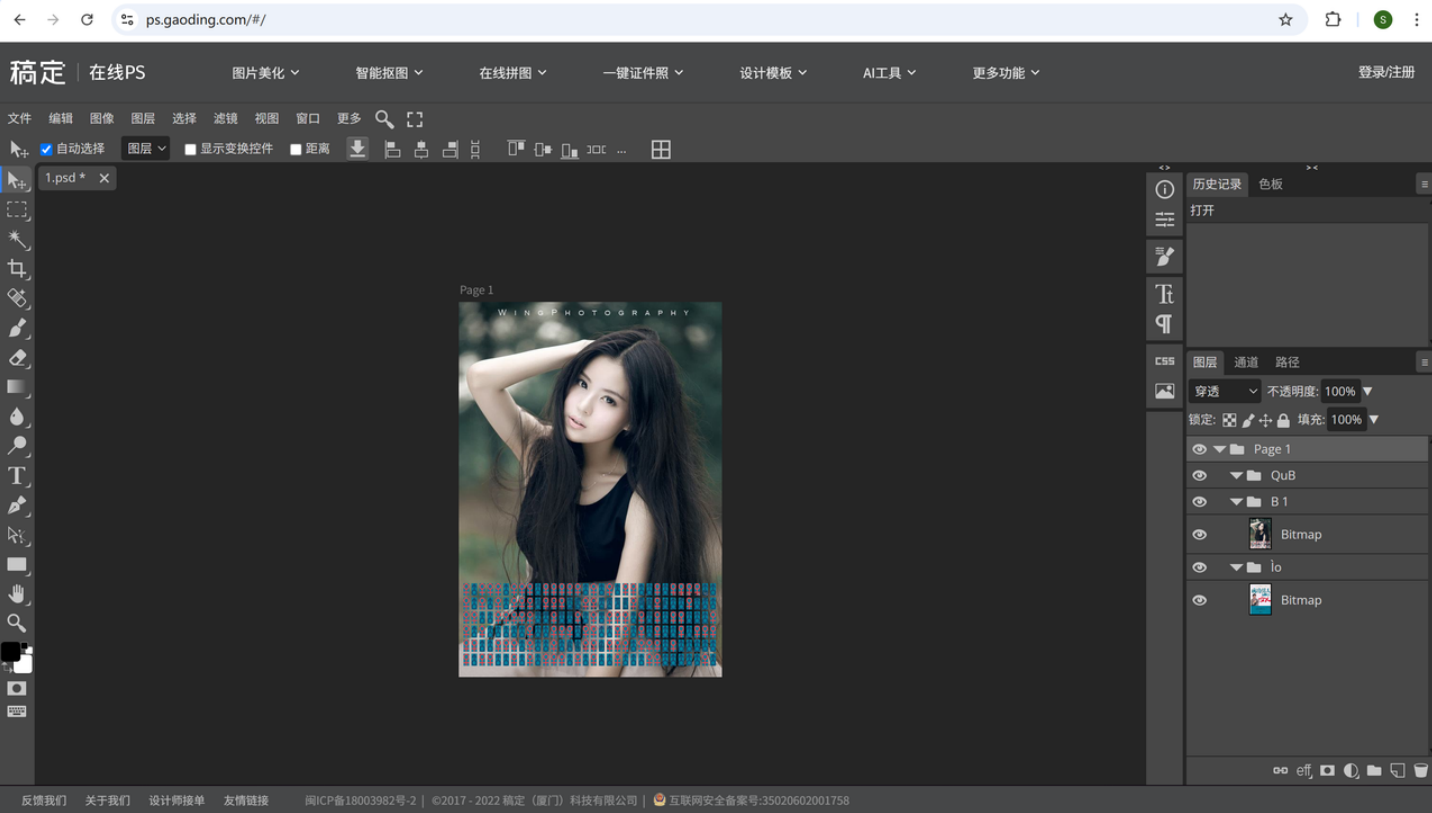 ps.gaoding.com/#/
S
稿定 在线PS 图片美化 智能抠图 在线拼图 一键证件照 设计模板 AI工具 更多功能 登录/注册
文件 编辑 图像 图层 选择 滤镜 视图 窗口 更多
自动选择 图层 显示变换控件 距离 ...
1.psd * 历史记录 色板
打开
Page 1
WingPhotography
T
Tt
CSS
图层 通道 路径
穿透 不透明度: 100%
锁定: 填充: 100%
Page 1
QuB
B 1
Bitmap
Ìo
Bitmap
eff
反馈我们 关于我们 设计师接单 友情链接 闽ICP备18003982号-2 | ©2017 - 2022 稿定（厦门）科技有限公司 | 互联网安全备案号:35020602001758